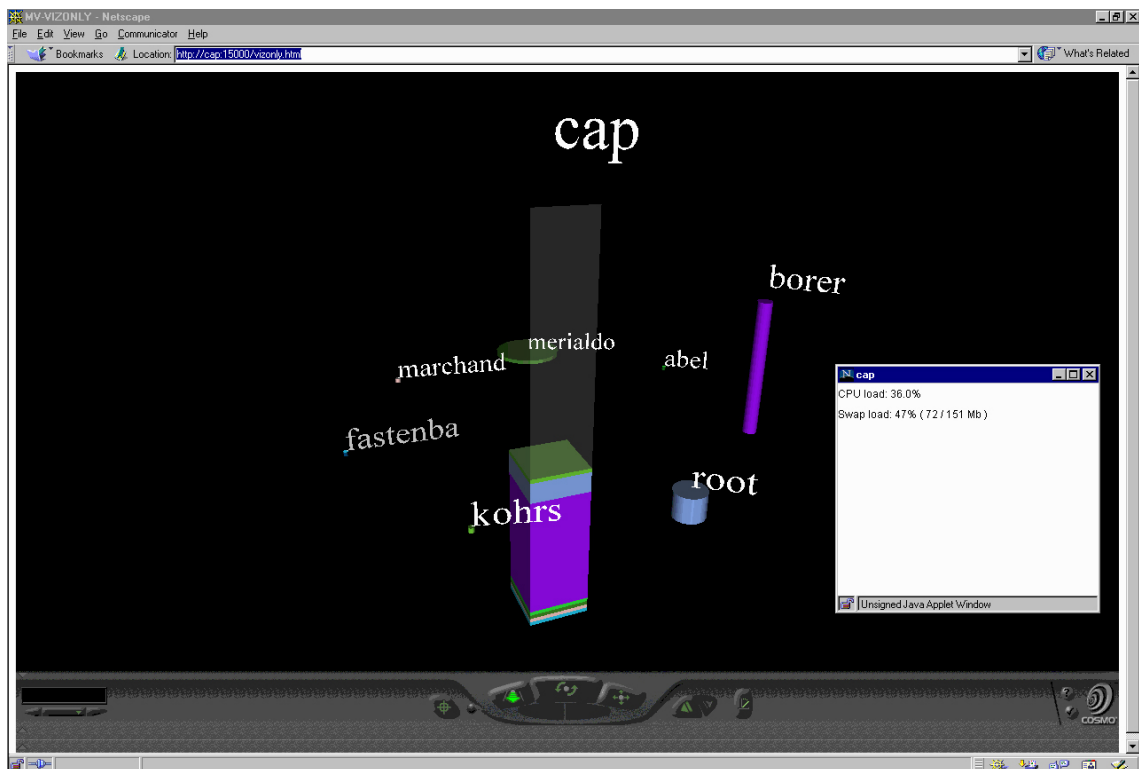 MV-VIZONLY - Netscape
File Edit View Go Communicator Help
Bookmarks Location: http://cap:15000/vizonly.html What's Related
cap
borer
merialdo
marchand
abel
fastenba
root
kohrs
cap
CPU load: 36.0%
Swap load: 47% ( 72 / 151 Mb )
Unsigned Java Applet Window
COSMO